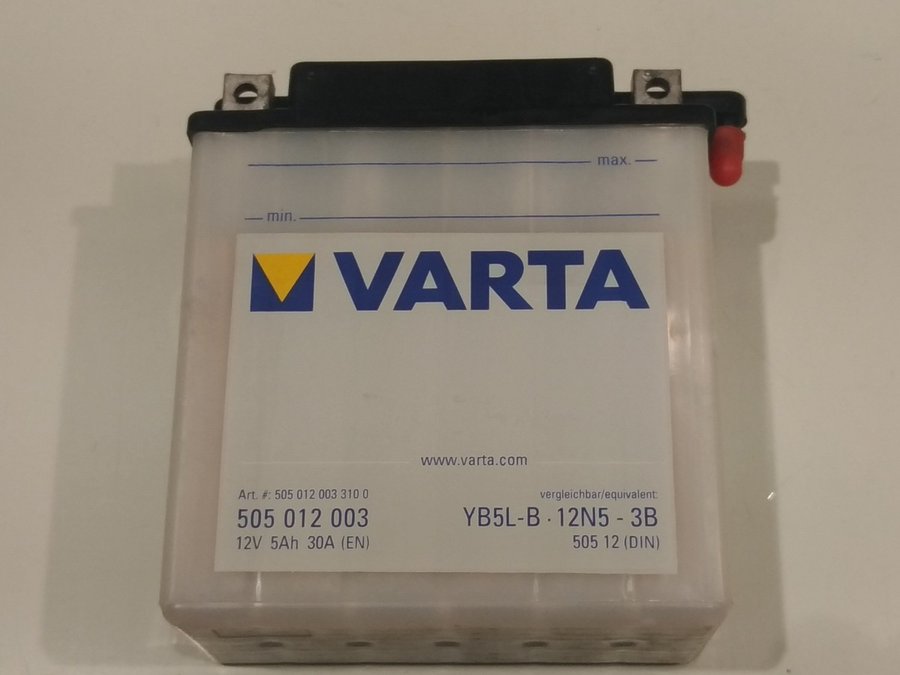 max.
min.
VARTA
www.varta.com
Art. #: 505 012 003 310 0
505 012 003
12V 5Ah 30A (EN)
vergleichbar/equivalent:
YB5L-B · 12N5 - 3B
505 12 (DIN)